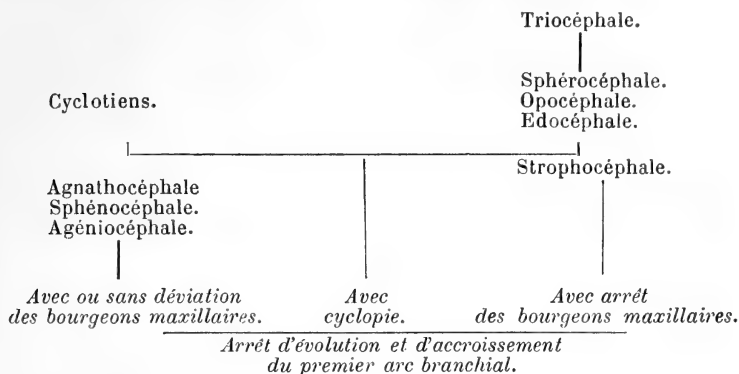 Triocéphale.
Sphérocéphale.
Cyclotiens.
Opocéphale.
Edocéphale.
Strophocéphale.
Agnathocéphale
Sphénocéphale.
Agéniocéphale.
Avec ou sans déviation
des bourgeons maxillaires.
Avec
cyclopie.
Avec arrêt
des bourgeons maxillaires.
Arrêt d'évolution et d'accroissement
du premier arc branchial.